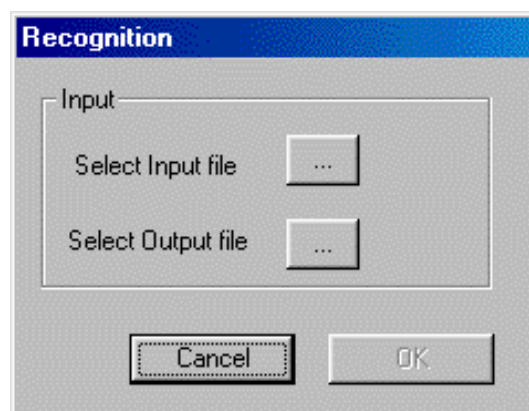 Recognition
Input
Select Input file ...
Select Output file ...
Cancel OK